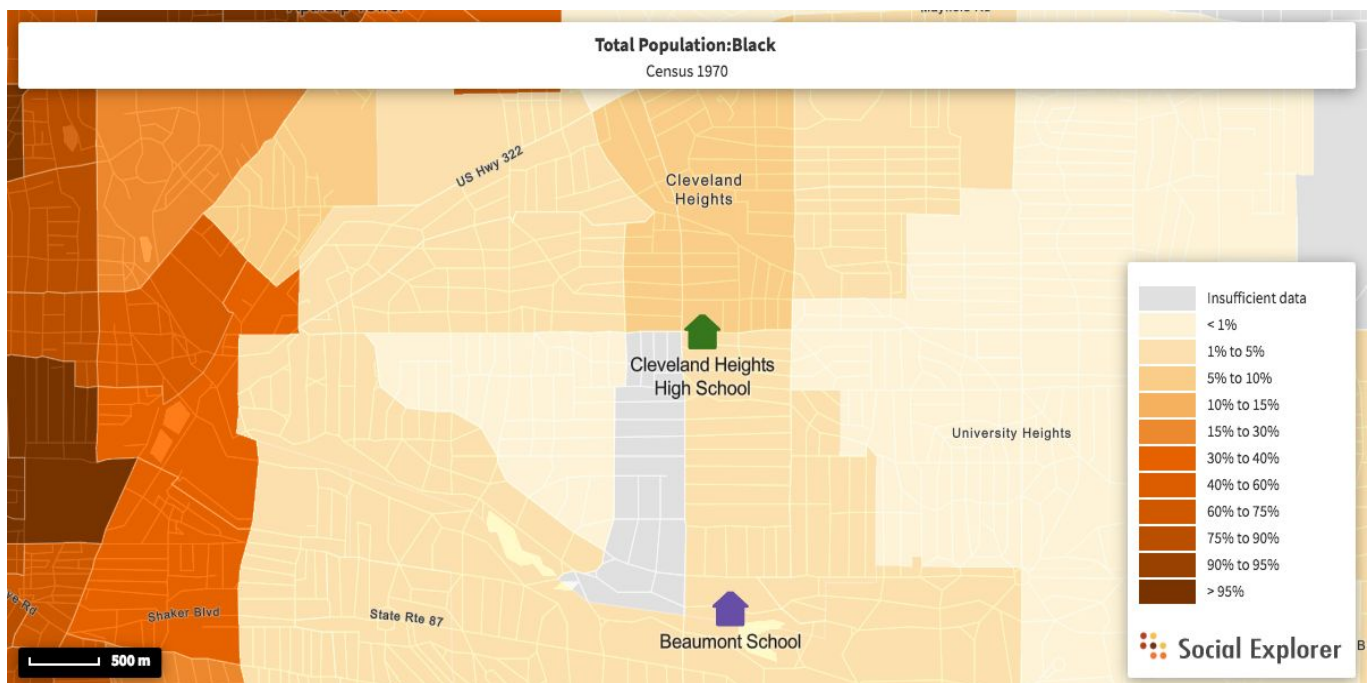 Total Population:Black
Census 1970
US Hwy 322
Cleveland
Heights
Cleveland Heights
High School
University Heights
Beaumont School
State Rte 87
Shaker Blvd
500 m
Insufficient data
< 1%
1% to 5%
5% to 10%
10% to 15%
15% to 30%
30% to 40%
40% to 60%
60% to 75%
75% to 90%
90% to 95%
> 95%
Social Explorer
B